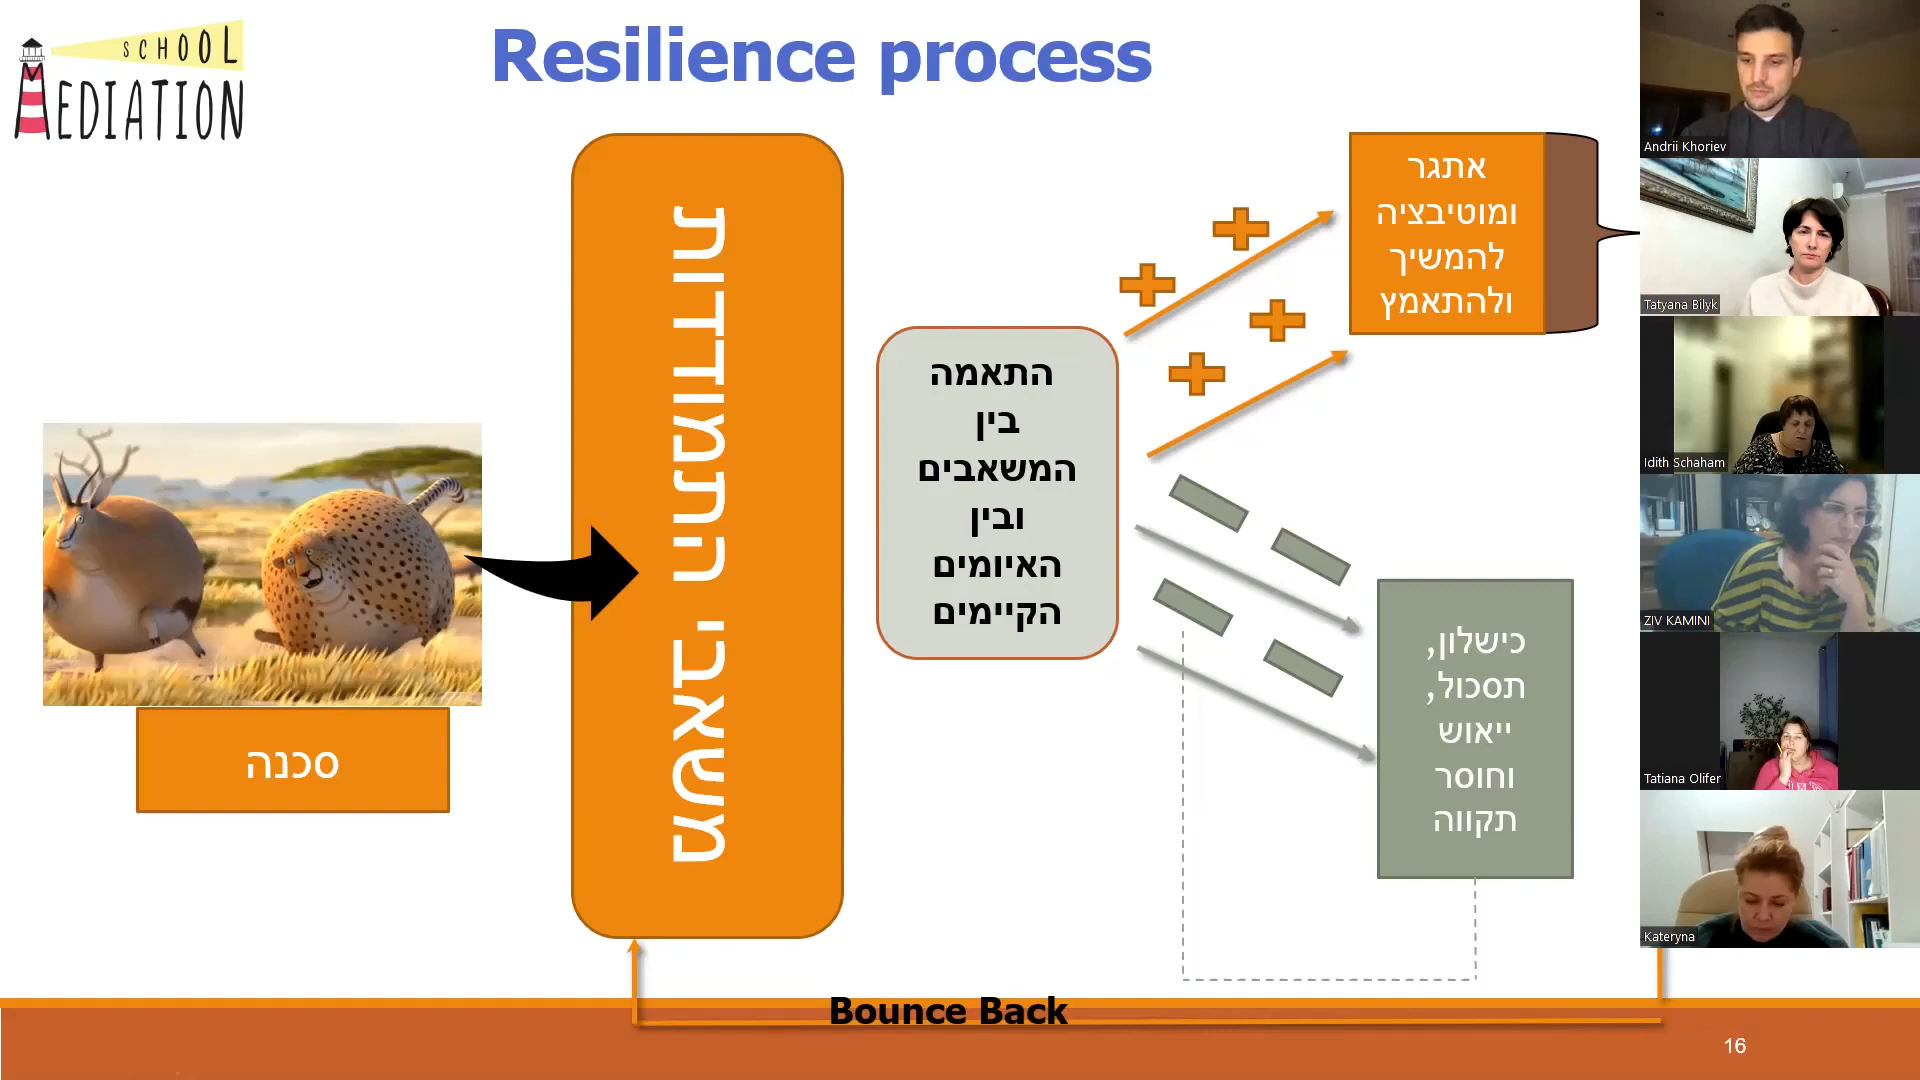 SCHOOL
MEDIATION
Resilience process
סכנה
משאבי התמודדות
התאמה
בין
המשאבים
ובין
האיומים
הקיימים
אתגר
ומוטיבציה
להמשיך
ולהתאמץ
כישלון,
תסכול,
ייאוש
וחוסר
תקווה
Bounce Back
16
Andrii Khoriev
Tatyana Bilyk
Idith Schaham
ZIV KAMINI
Tatiana Olifer
Kateryna